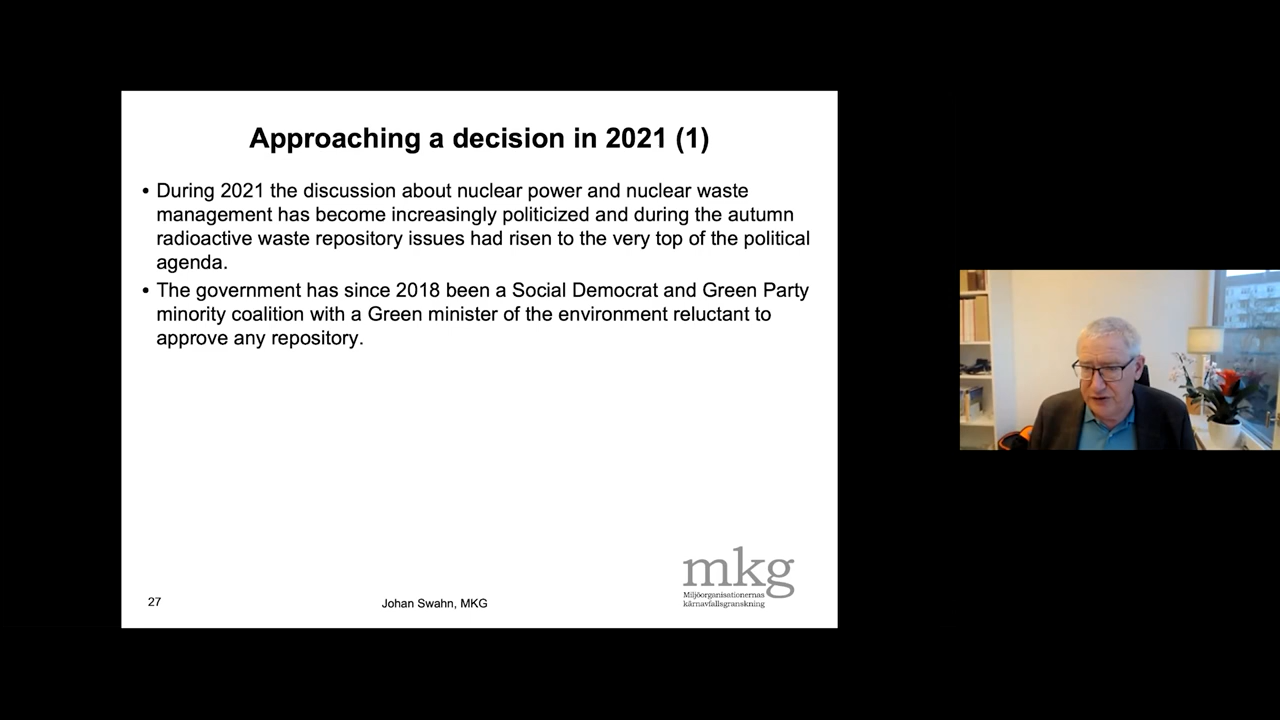 Approaching a decision in 2021 (1)
• During 2021 the discussion about nuclear power and nuclear waste
management has become increasingly politicized and during the autumn
radioactive waste repository issues had risen to the very top of the political
agenda.
• The government has since 2018 been a Social Democrat and Green Party
minority coalition with a Green minister of the environment reluctant to
approve any repository.
27
Johan Swahn, MKG
mkg
Miljöorganisationernas
kärnavfallsgranskning